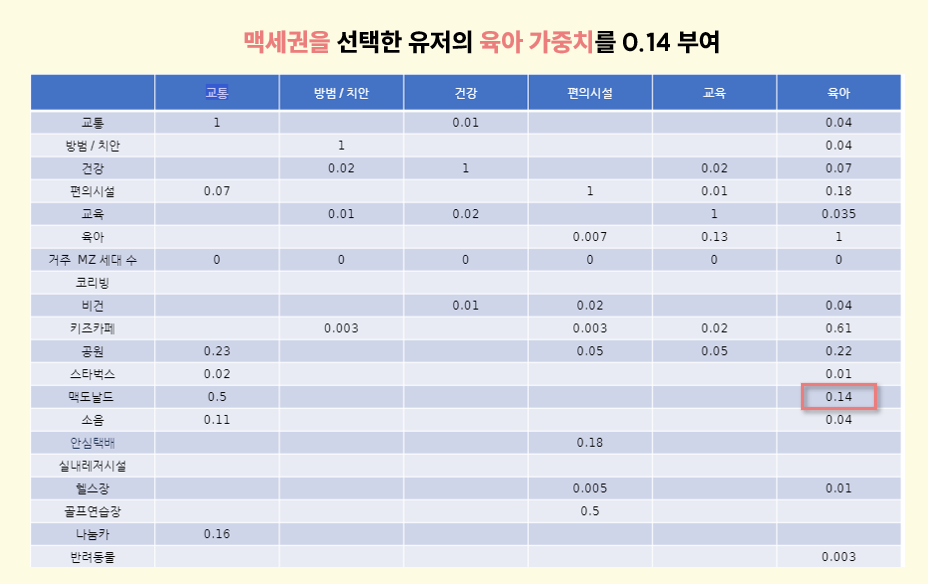 맥세권을 선택한 유저의 육아 가중치를 0.14 부여
교통 방범 / 치안 건강 편의시설 교육 육아
교통 1 0.01 0.04
방범 / 치안 1 0.04
건강 0.02 1 0.02 0.07
편의시설 0.07 1 0.01 0.18
교육 0.01 0.02 1 0.035
육아 0.007 0.13 1
거주 MZ 세대 수 0 0 0 0 0 0
코리빙
비건 0.01 0.02 0.04
키즈카페 0.003 0.003 0.02 0.61
공원 0.23 0.05 0.05 0.22
스타벅스 0.02 0.01
맥도날드 0.5 0.14
소음 0.11 0.04
안심택배 0.18
실내레저시설
헬스장 0.005 0.01
골프연습장 0.5
나눔카 0.16
반려동물 0.003